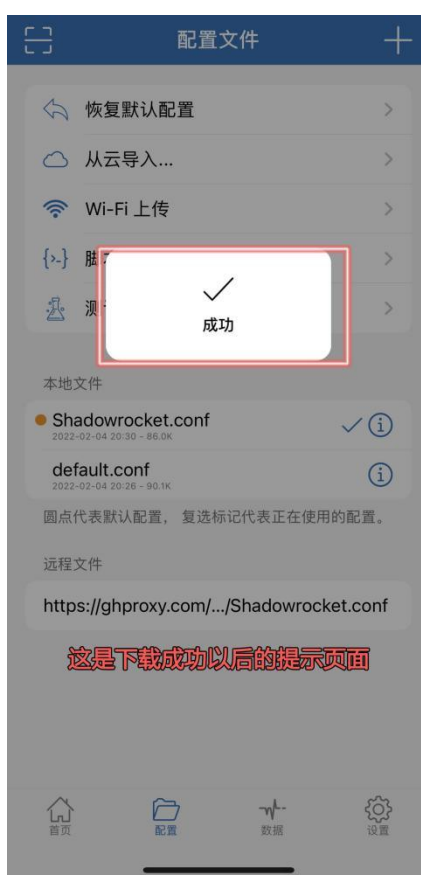 配置文件
恢复默认配置
从云导入...
Wi-Fi 上传
成功
本地文件
Shadowrocket.conf
2022-02-04 20:30 - 86.0K
default.conf
2022-02-04 20:26 - 90.1K
圆点代表默认配置， 复选标记代表正在使用的配置。
远程文件
https://ghproxy.com/.../Shadowrocket.conf
这是下载成功以后的提示页面
首页 配置 数据 设置